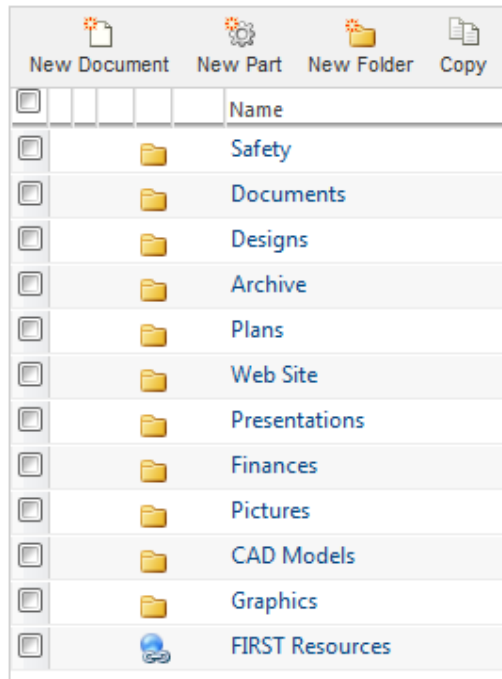 New Document New Part New Folder Copy
Name
Safety
Documents
Designs
Archive
Plans
Web Site
Presentations
Finances
Pictures
CAD Models
Graphics
FIRST Resources